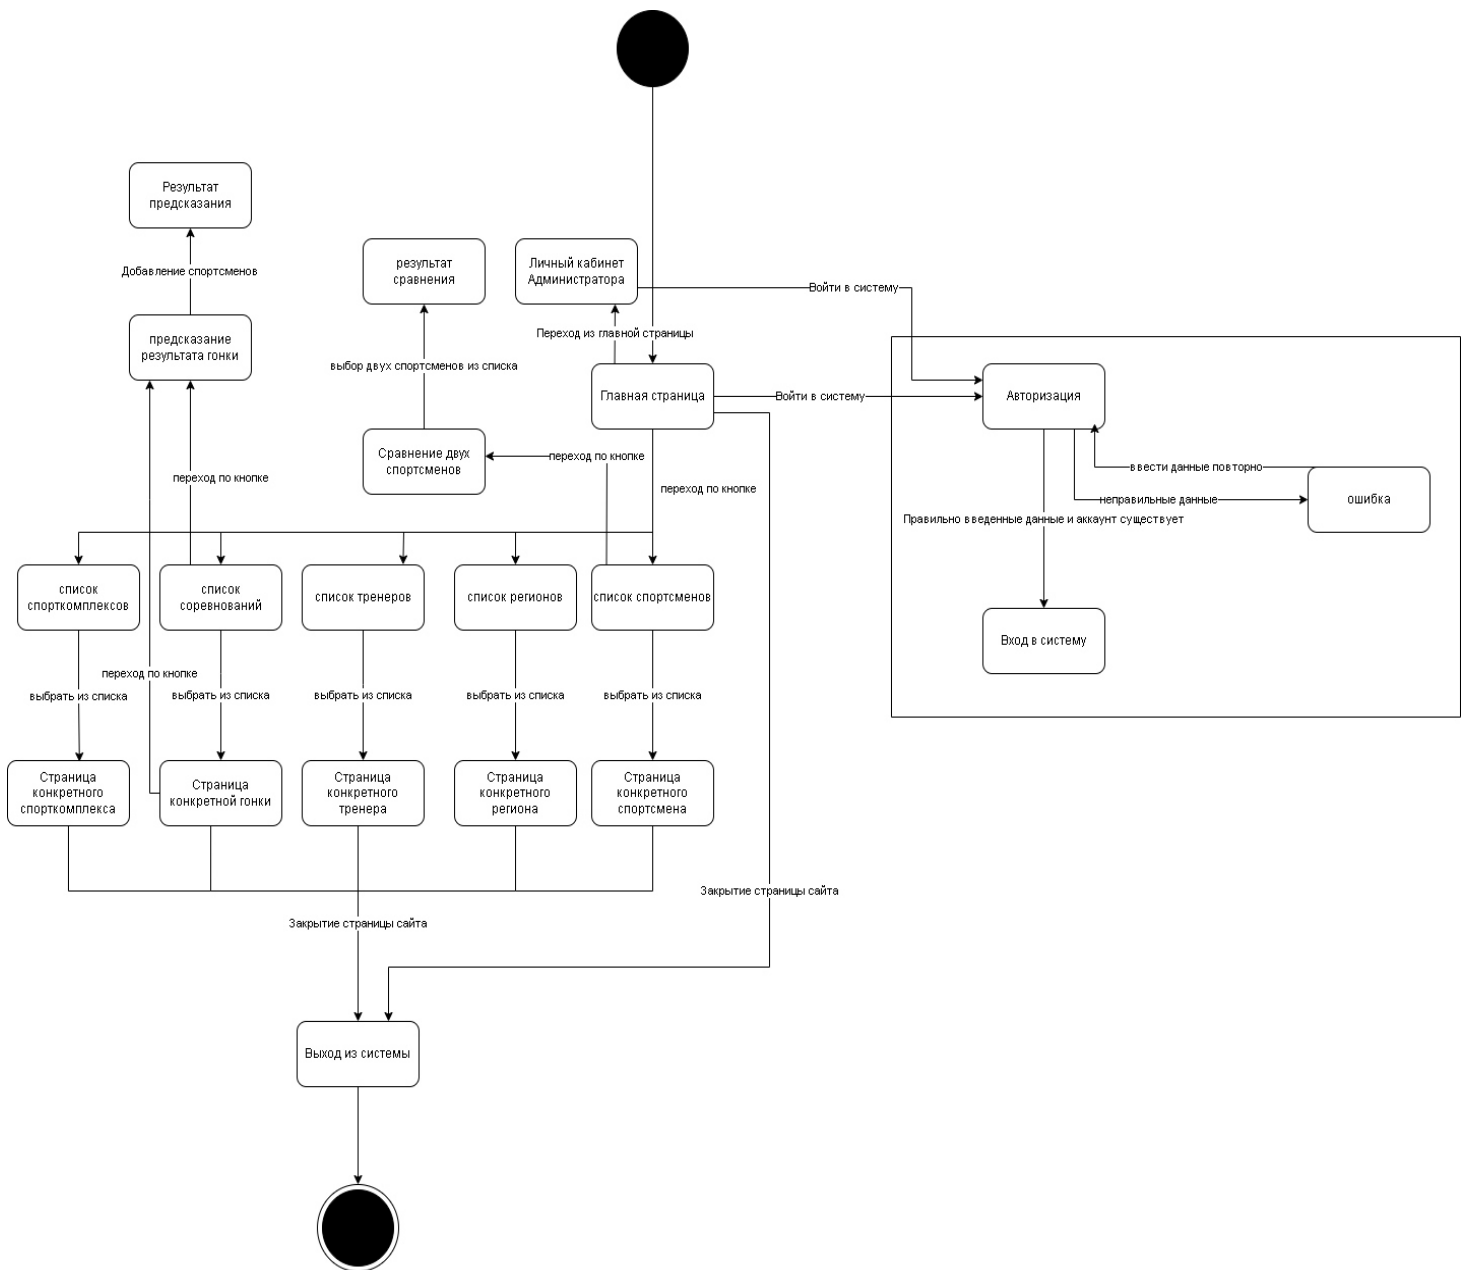 Результат
предсказания
Добавление спортсменов
предсказание
результата гонки
результат
сравнения
Личный кабинет
Администратора
Войти в систему
Переход из главной страницы
выбор двух спортсменов из списка
Главная страница
Войти в систему
Авторизация
Сравнение двух
спортсменов
переход по кнопке
переход по кнопке
переход по кнопке
ввести данные повторно
неправильные данные
ошибка
Правильно введенные данные и аккаунт существует
список
спорткомплексов
список
соревнований
список тренеров
список регионов
список спортсменов
Вход в систему
переход по кнопке
выбрать из списка
выбрать из списка
выбрать из списка
выбрать из списка
выбрать из списка
Страница
конкретного
спорткомплекса
Страница
конкретной гонки
Страница
конкретного
тренера
Страница
конкретного
региона
Страница
конкретного
спортсмена
Закрытие страницы сайта
Закрытие страницы сайта
Выход из системы